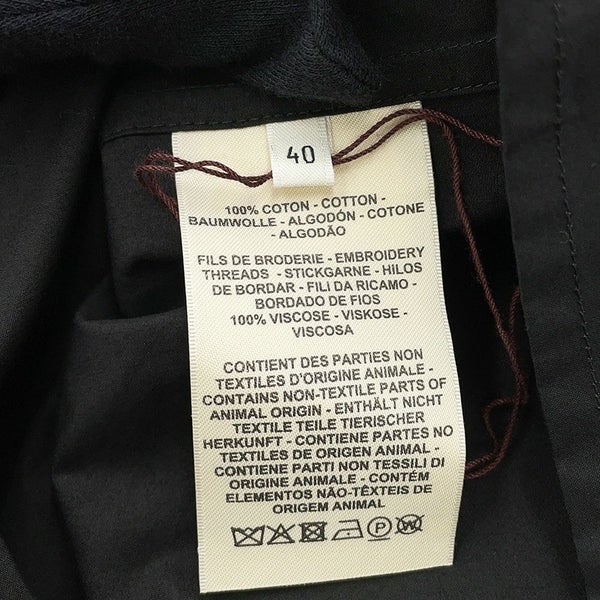 40
100% COTON - COTTON -
BAUMWOLLE - ALGODÓN - COTONE
- ALGODÃO
FILS DE BRODERIE - EMBROIDERY
THREADS - STICKGARNE - HILOS
DE BORDAR - FILI DA RICAMO -
BORDADO DE FIOS
100% VISCOSE - VISKOSE -
VISCOSA
CONTIENT DES PARTIES NON
TEXTILES D'ORIGINE ANIMALE -
CONTAINS NON-TEXTILE PARTS OF
ANIMAL ORIGIN - ENTHÄLT NICHT
TEXTILE TEILE TIERISCHER
HERKUNFT - CONTIENE PARTES NO
TEXTILES DE ORIGEN ANIMAL -
CONTIENE PARTI NON TESSILI DI
ORIGINE ANIMALE - CONTÉM
ELEMENTOS NÃO-TÊXTEIS DE
ORIGEM ANIMAL
P W